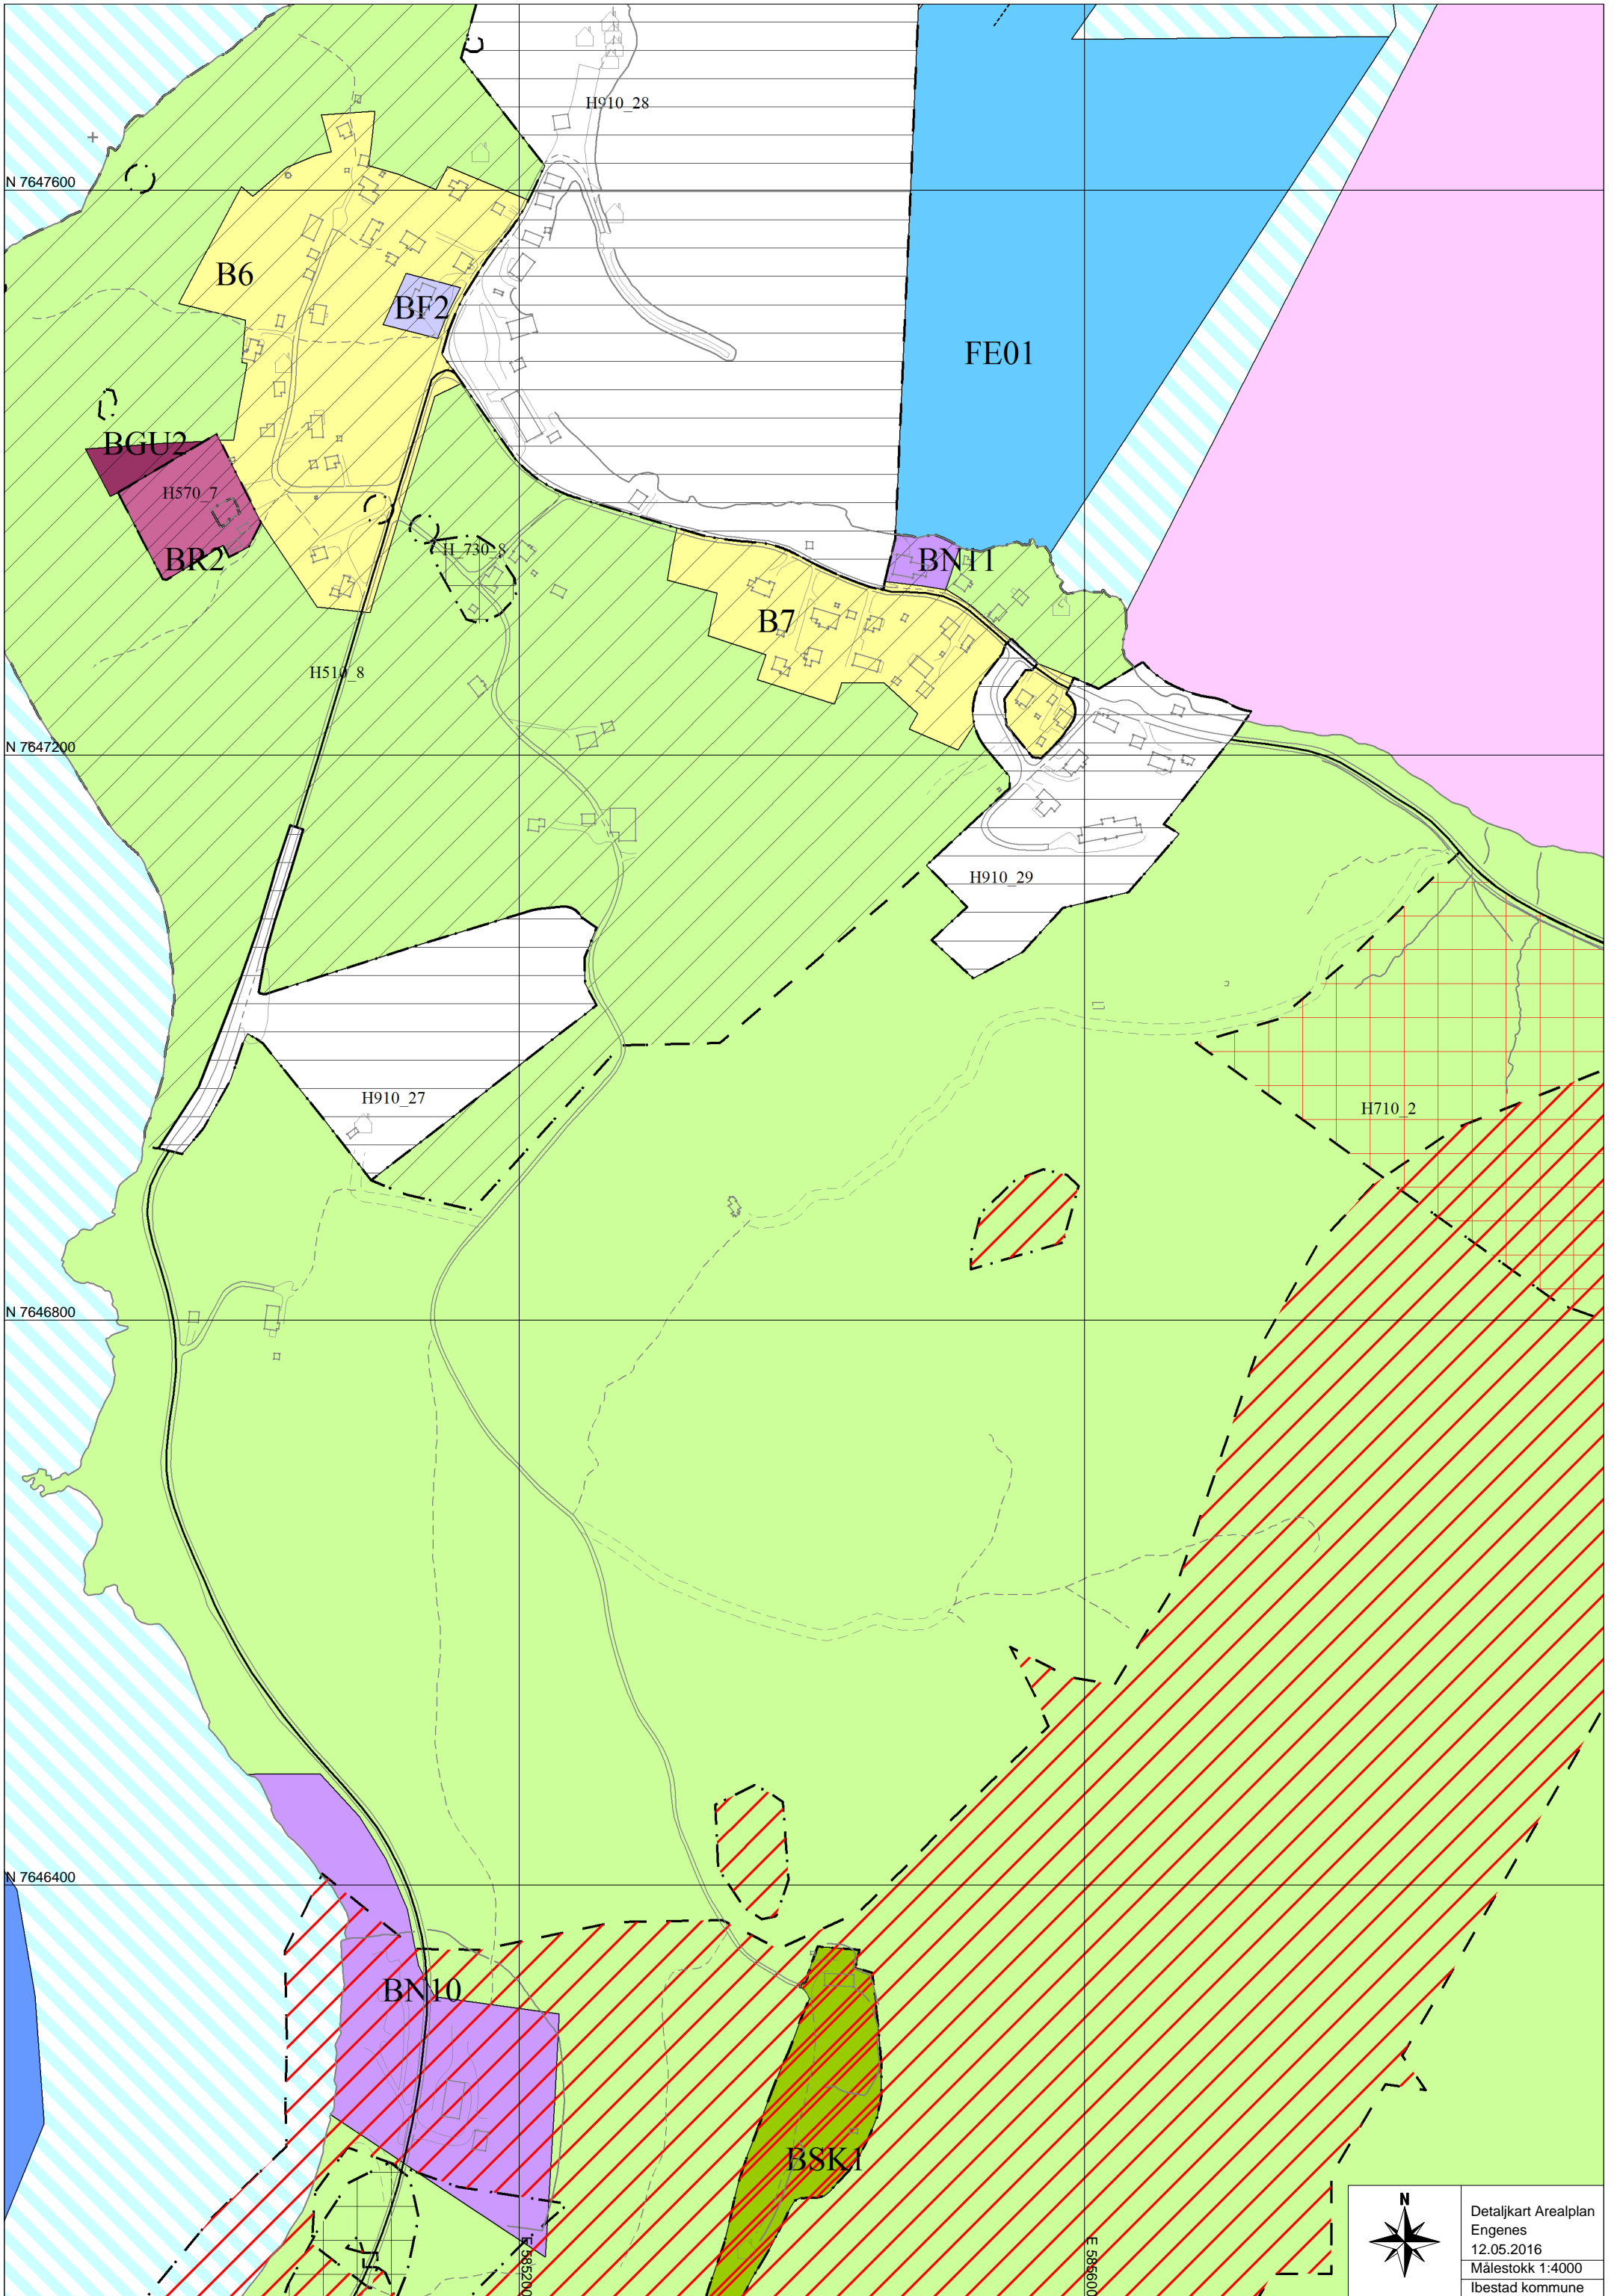 H910_28
N 7647600
B6
BF2
FE01
BGU2
H570_7
BR2
H_730_8
BN11
B7
H510_8
N 7647200
H910_29
H910_27
H710_2
N 7646800
N 7646400
BN10
BSK1
E 585200
E 585600
N
Detaljkart Arealplan
Engenes
12.05.2016
Målestokk 1:4000
Ibestad kommune